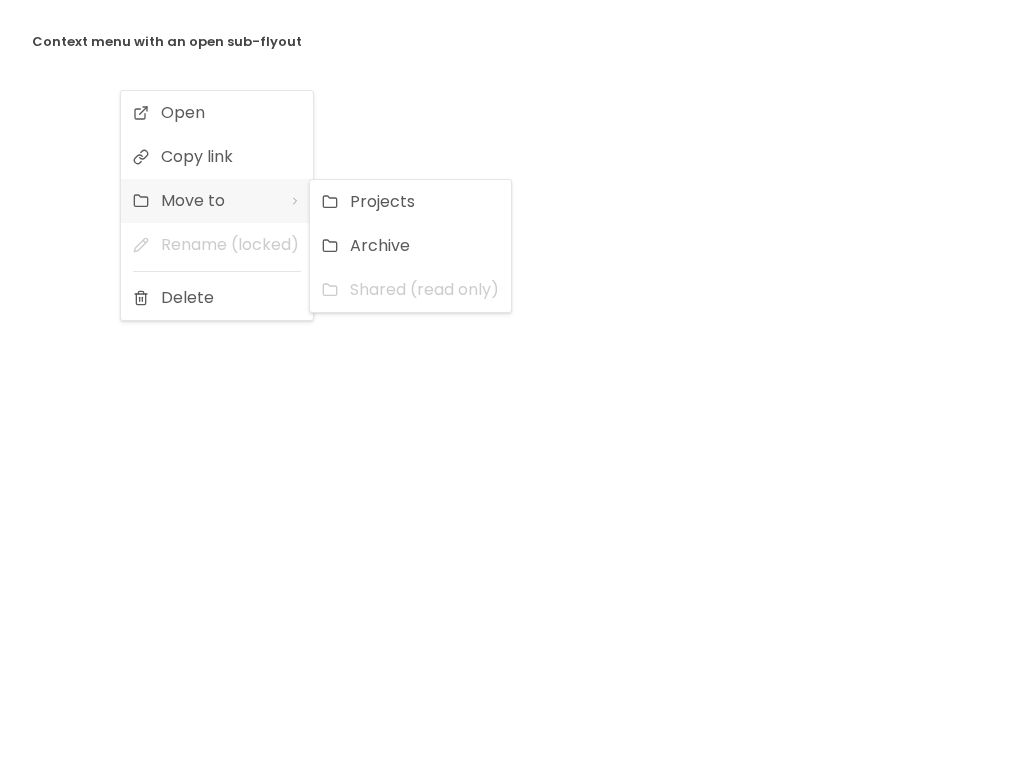 Context menu with an open sub-flyout
Open
Copy link
Move to
Rename (locked)
Delete
Projects
Archive
Shared (read only)